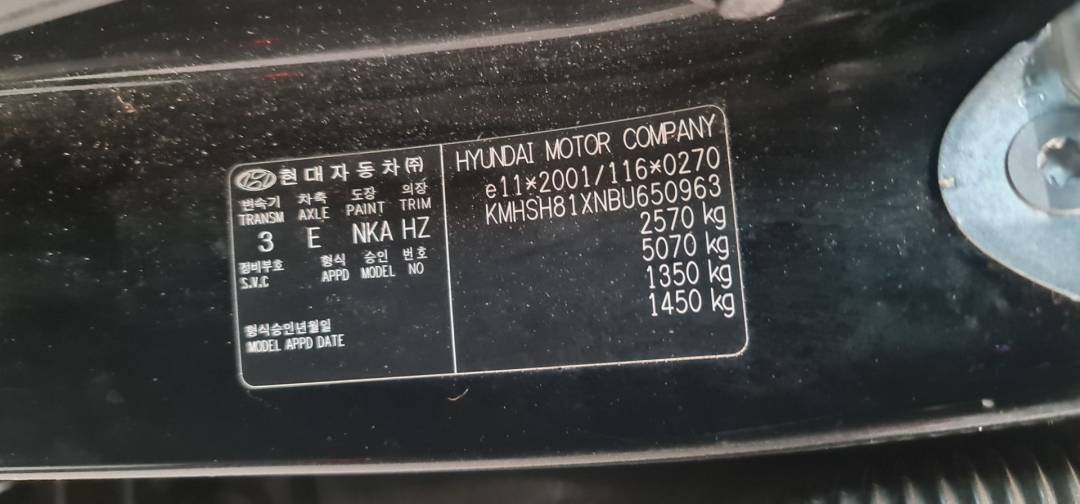 현대자동차㈜
변속기 차축 도장 의장
TRANSM AXLE PAINT TRIM
3 E NKA HZ
정비부호 형식 승인 번호
S.V.C APPD MODEL NO
형식승인년월일
MODEL APPD DATE
HYUNDAI MOTOR COMPANY
e11*2001/116*0270
KMHSH81XNBU650963
2570 kg
5070 kg
1350 kg
1450 kg